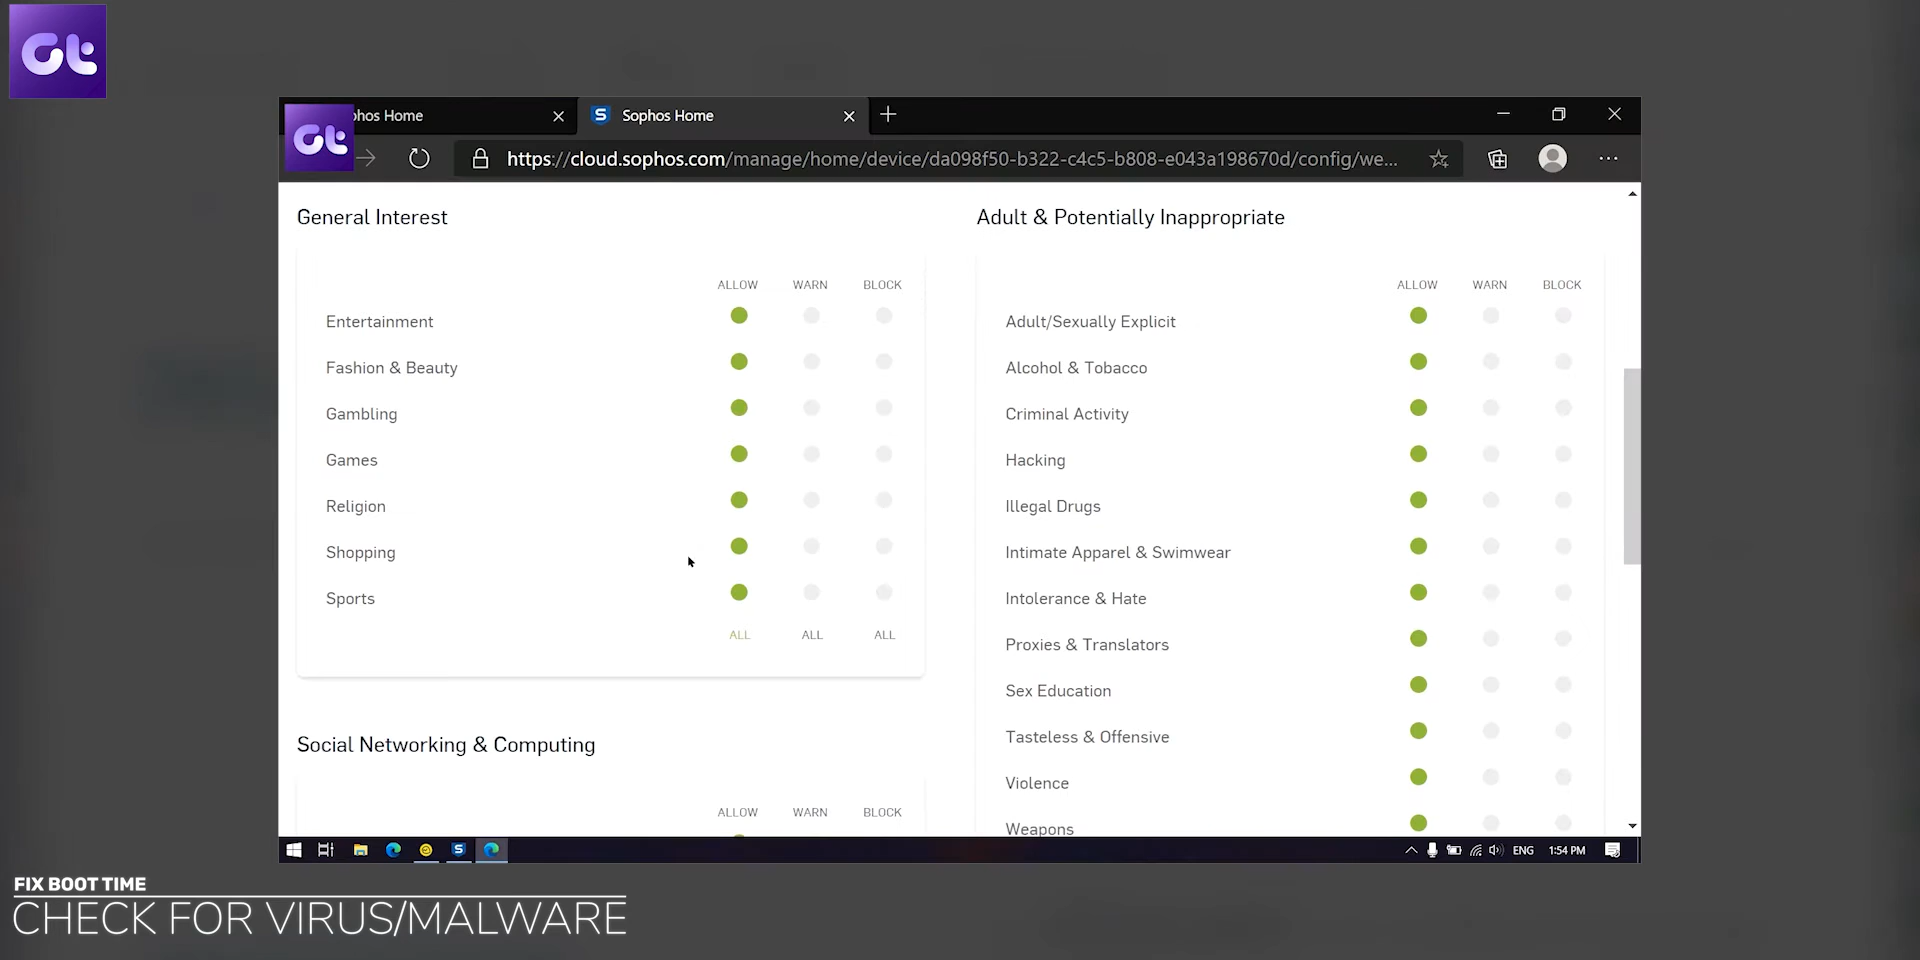 Gt
Gt
hos Home
Sophos Home
https://cloud.sophos.com/manage/home/device/da098f50-b322-c4c5-b808-e043a198670d/config/we...
General Interest
ALLOW WARN BLOCK
Entertainment
Fashion & Beauty
Gambling
Games
Religion
Shopping
Sports
ALL ALL ALL
Social Networking & Computing
ALLOW WARN BLOCK
Adult & Potentially Inappropriate
ALLOW WARN BLOCK
Adult/Sexually Explicit
Alcohol & Tobacco
Criminal Activity
Hacking
Illegal Drugs
Intimate Apparel & Swimwear
Intolerance & Hate
Proxies & Translators
Sex Education
Tasteless & Offensive
Violence
Weapons
ENG 1:54 PM
FIX BOOT TIME
CHECK FOR VIRUS/MALWARE